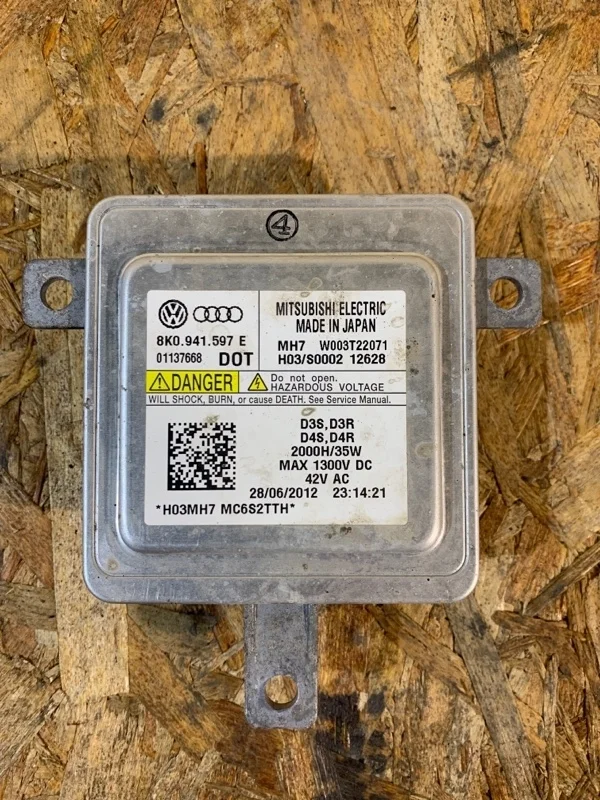 4
8K0.941.597 E
01137668 DOT
MITSUBISHI ELECTRIC
MADE IN JAPAN
MH7 W003T22071
H03/S0002 12628
DANGER
Do not open.
HAZARDOUS VOLTAGE
WILL SHOCK, BURN, or cause DEATH. See Service Manual.
D3S,D3R
D4S,D4R
2000H/35W
MAX 1300V DC
42V AC
28/06/2012 23:14:21
*H03MH7 MC6S2TTH*